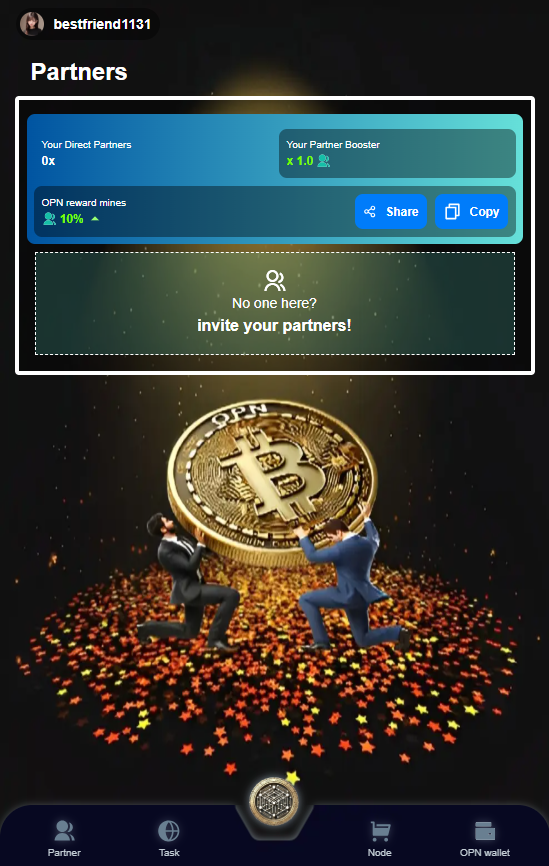 bestfriend1131
Partners
Your Direct Partners
0x
Your Partner Booster
x 1.0
OPN reward mines
10%
Share
Copy
No one here?
invite your partners!
OPN
Partner
Task
Node
OPN wallet